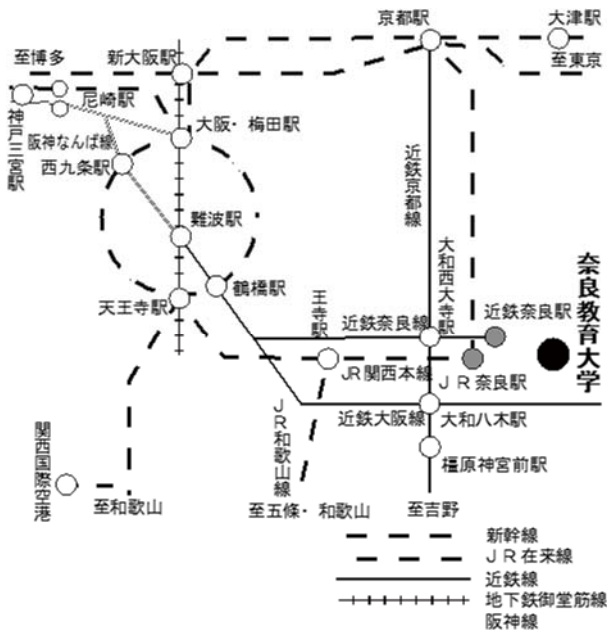 京都駅
大津駅
至博多
新大阪駅
至東京
尼崎駅
神戸三宮駅
大阪・梅田駅
阪神なんば線
西九条駅
近鉄京都線
難波駅
大和西大寺駅
奈良教育大学
鶴橋駅
天王寺駅
王寺駅
近鉄奈良線
近鉄奈良駅
JR関西本線
JR奈良駅
JR和歌山線
近鉄大阪線
大和八木駅
関西国際空港
橿原神宮前駅
至和歌山
至五條・和歌山
至吉野
新幹線
JR在来線
近鉄線
地下鉄御堂筋線
阪神線